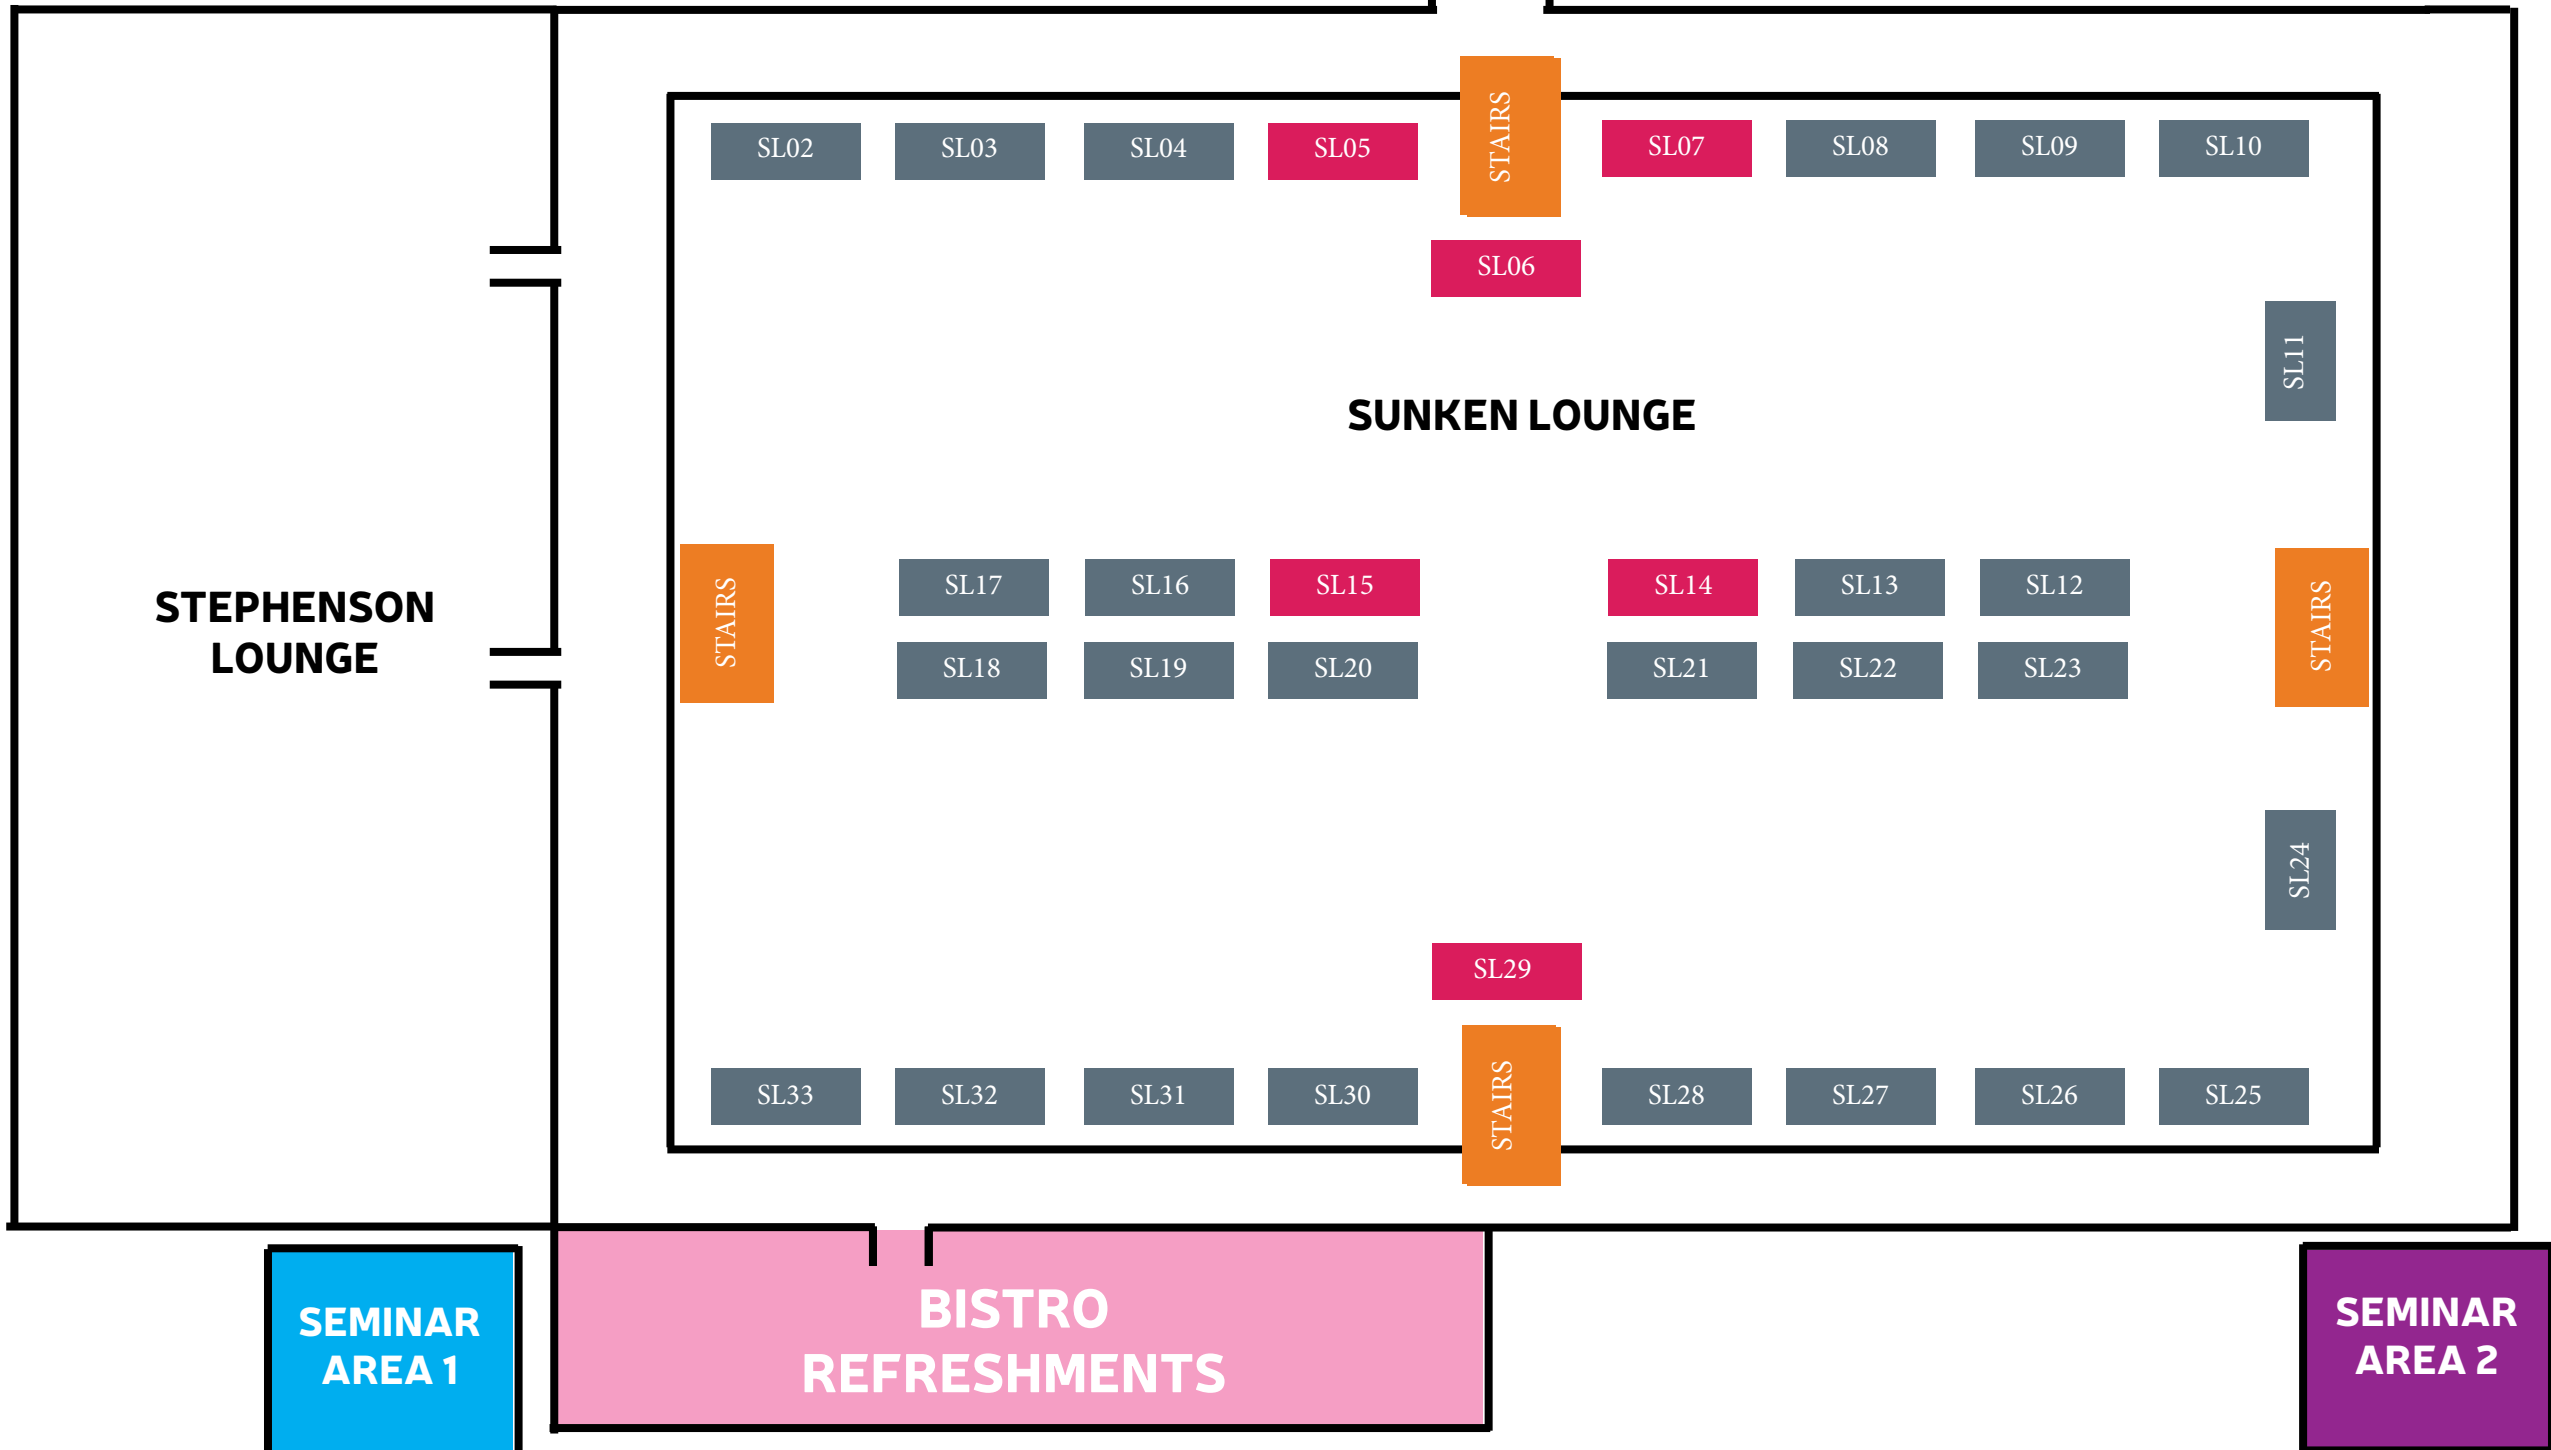 STAIRS
SL02 SL03 SL04 SL05 SL07 SL08 SL09 SL10
SL06
SL11
SUNKEN LOUNGE
STEPHENSON
LOUNGE
STAIRS
SL17 SL16 SL15 SL14 SL13 SL12
SL18 SL19 SL20 SL21 SL22 SL23
STAIRS
SL24
SL29
SL33 SL32 SL31 SL30 SL28 SL27 SL26 SL25
STAIRS
SEMINAR
AREA 1
BISTRO
REFRESHMENTS
SEMINAR
AREA 2